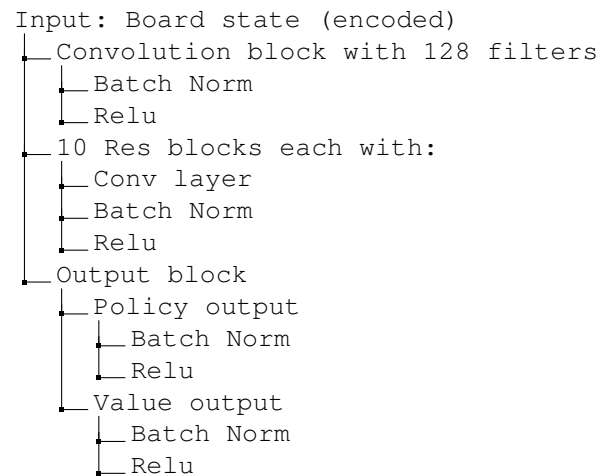 Input: Board state (encoded)
Convolution block with 128 filters
Batch Norm
Relu
10 Res blocks each with:
Conv layer
Batch Norm
Relu
Output block
Policy output
Batch Norm
Relu
Value output
Batch Norm
Relu